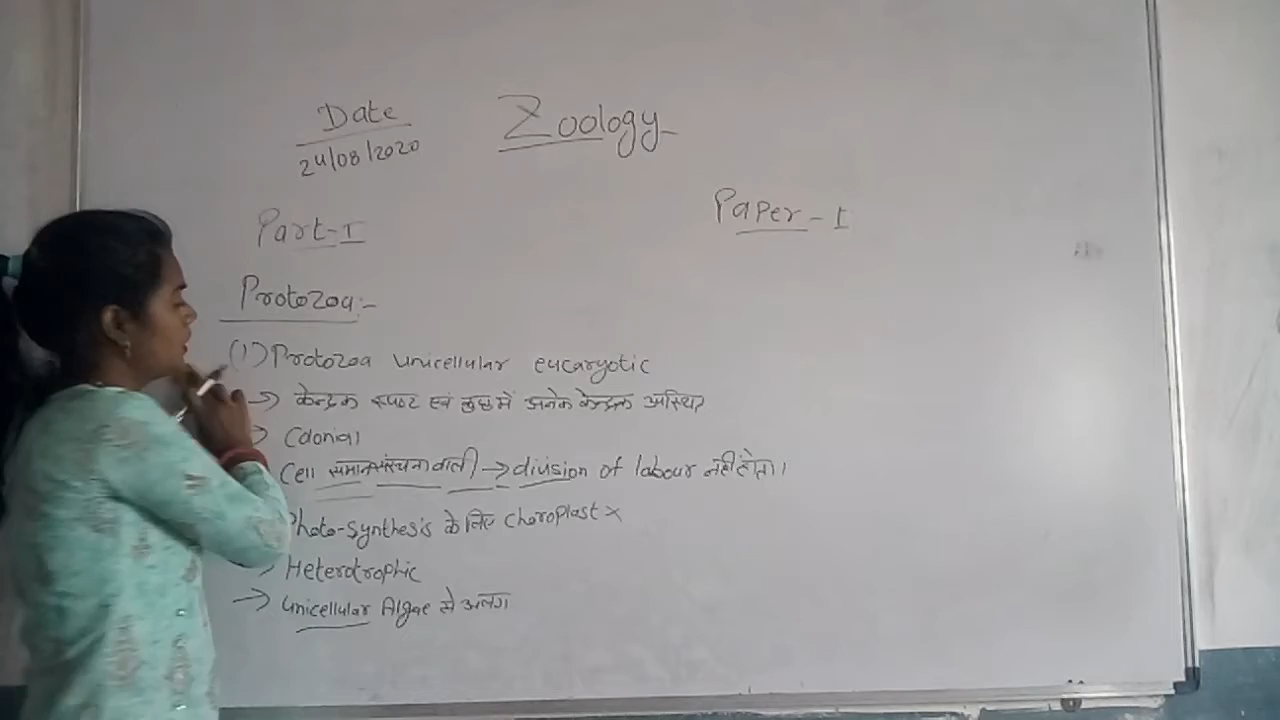 Date
Zoology
24/08/2020
Paper - I
Part-I
Protozoa:-
(1) Protozoa unicellular eucaryotic
→ केन्द्रक स्पष्ट एवं कुछ में अनेक केन्द्रक
Colonial
Cell समान संरचना वाली → division of labour नहीं होता।
Photo-Synthesis के लिए Choroplast x
Heterotrophic
→ Unicellular Algae से अलग